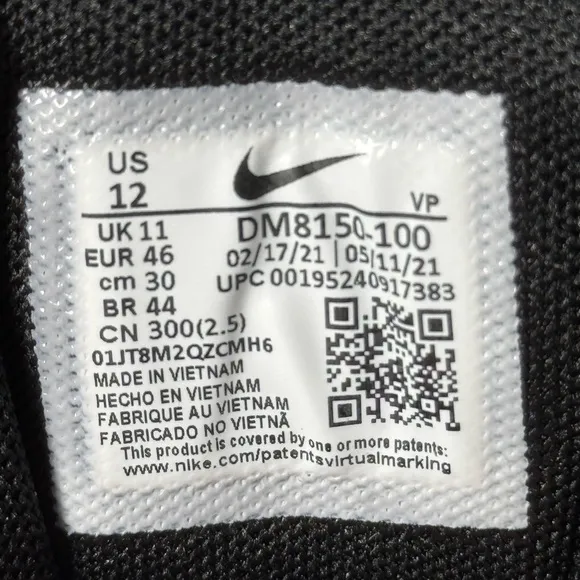 US
12
VP
UK 11
DM8150-100
EUR 46
02/17/21 | 05/11/21
cm 30
UPC 00195240917383
BR 44
CN 300(2.5)
01JT8M2QZCMH6
MADE IN VIETNAM
HECHO EN VIETNAM
FABRIQUE AU VIETNAM
FABRICADO NO VIETNÃ
This product is covered by one or more patents:
www.nike.com/patentsvirtualmarking